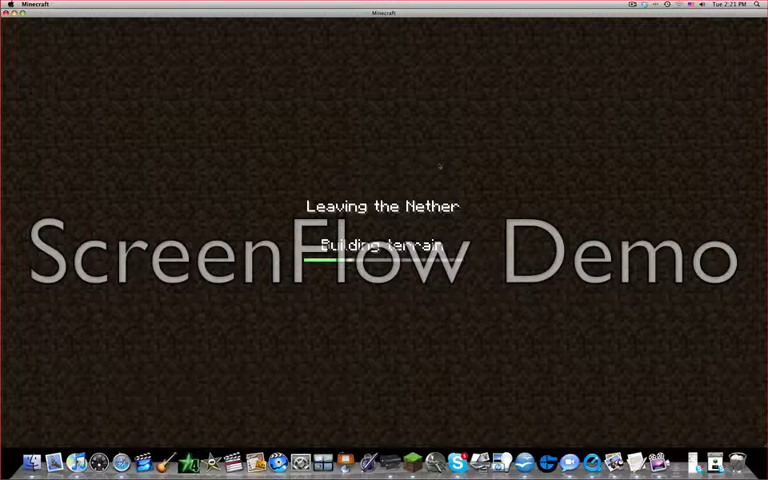 Minecraft
Tue 2:21 PM
Minecraft
Leaving the Nether
Building terrain
ScreenFlow Demo